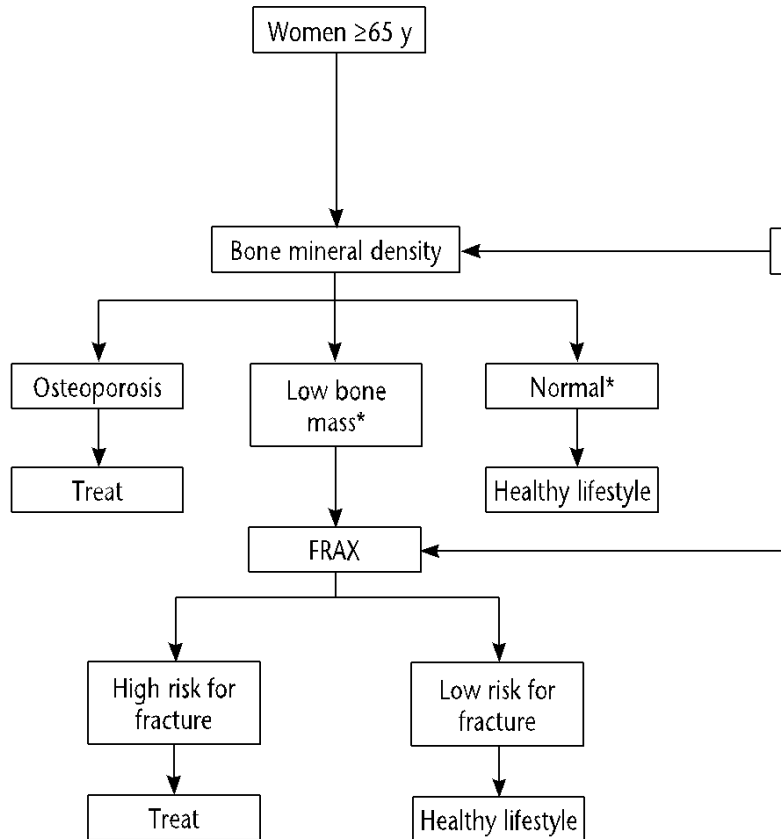 Women ≥65 y
Bone mineral density
Osteoporosis
Low bone
mass*
Normal*
Treat
Healthy lifestyle
FRAX
High risk for
fracture
Low risk for
fracture
Treat
Healthy lifestyle